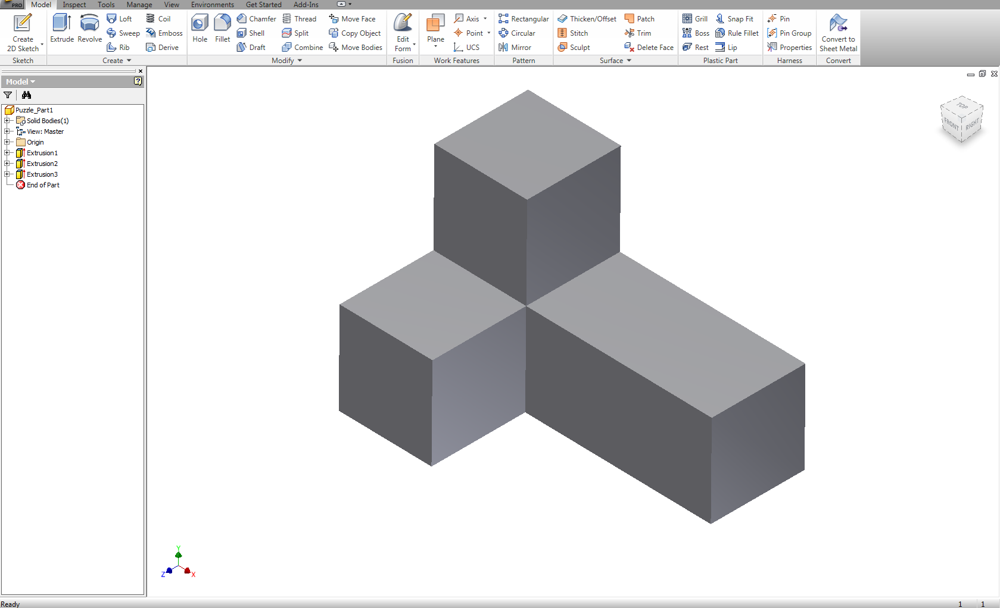 PRO Model Inspect Tools Manage View Environments Get Started Add-Ins
Create 2D Sketch
Sketch
Extrude Revolve Loft Coil
Sweep Emboss
Rib Derive
Create
Hole Fillet Chamfer Thread Move Face
Shell Split Copy Object
Draft Combine Move Bodies
Modify
Edit Form
Fusion
Plane Axis
Point
UCS
Work Features
Rectangular
Circular
Mirror
Pattern
Thicken/Offset Patch
Stitch Trim
Sculpt Delete Face
Surface
Grill Snap Fit
Boss Rule Fillet
Rest Lip
Plastic Part
Pin
Pin Group
Properties
Harness
Convert to Sheet Metal
Convert
Model
Puzzle_Part1
Solid Bodies(1)
View: Master
Origin
Extrusion1
Extrusion2
Extrusion3
End of Part
TOP
FRONT RIGHT
Y
Z X
Ready 1 1